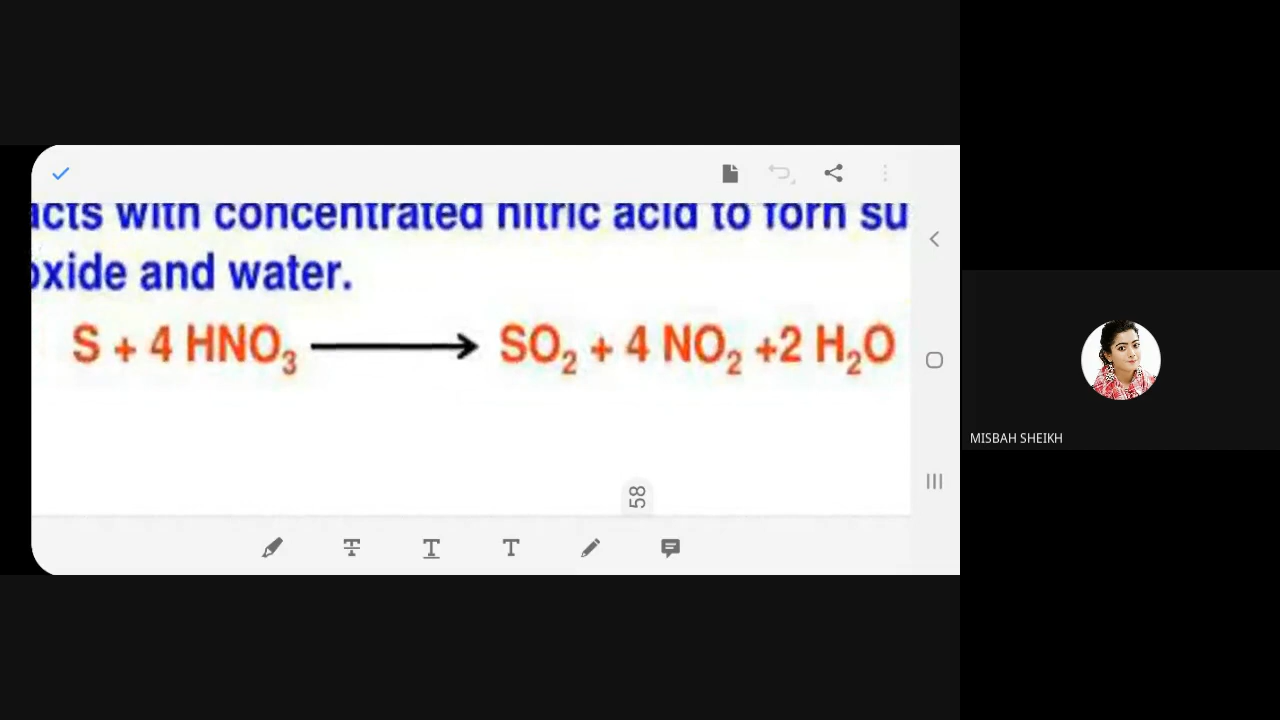 acts with concentrated nitric acid to forn su
oxide and water.
S + 4 HNO₃ ⟶ SO₂ + 4 NO₂ +2 H₂O
58
MISBAH SHEIKH